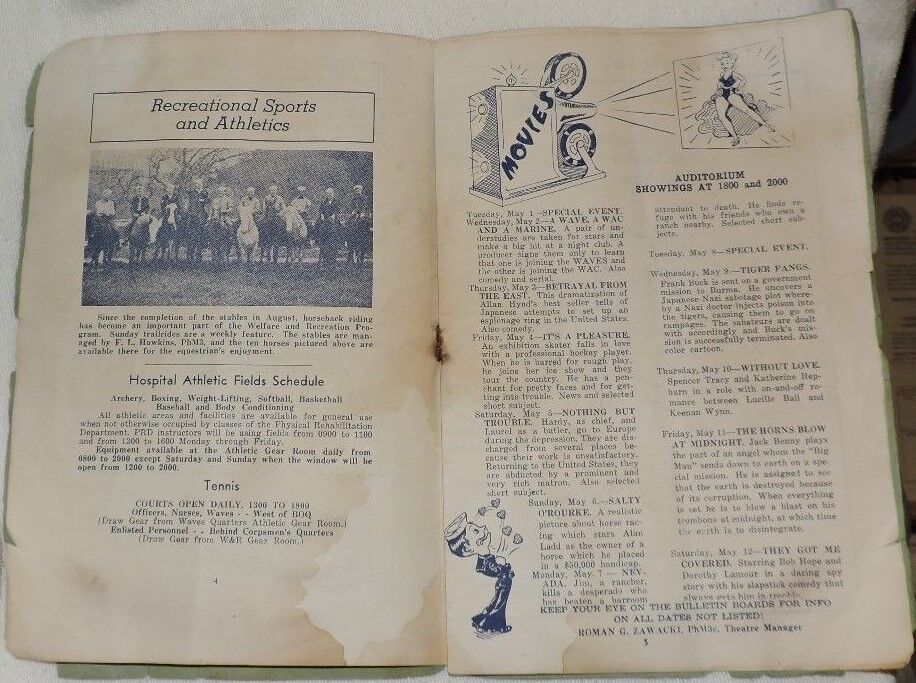 Recreational Sports
and Athletics
Since the completion of the stables in August, horseback riding
has become an important part of the Welfare and Recreation Pro-
gram. Sunday trailrides are a weekly feature. The stables are man-
aged by F. L. Hawkins, PhM3, and the ten horses pictured above are
available there for the equestrian's enjoyment.
Hospital Athletic Fields Schedule
Archery, Boxing, Weight-Lifting, Softball, Basketball
Baseball and Body Conditioning
All athletic areas and facilities are available for general use
when not otherwise occupied by classes of the Physical Rehabilitation
Department. PRD instructors will be using fields from 0900 to 1100
and from 1300 to 1600 Monday through Friday.
Equipment available at the Athletic Gear Room daily from
0800 to 2000 except Saturday and Sunday when the window will be
open from 1200 to 2000.
Tennis
COURTS OPEN DAILY, 1300 TO 1800
Officers, Nurses, Waves - - West of BOQ
(Draw Gear from Waves Quarters Athletic Gear Room.)
Enlisted Personnel - - Behind Corpsmen's Quarters
(Draw Gear from W&R Gear Room.)
4
MOVIES
AUDITORIUM
SHOWINGS AT 1800 and 2000
Tuesday, May 1—SPECIAL EVENT.
Wednesday, May 2—A WAVE, A WAC
AND A MARINE. A pair of un-
derstudies are taken for stars and
make a big hit at a night club. A
producer signs them only to learn
that one is joining the WAVES and
the other is joining the WAC. Also
comedy and serial.
Thursday, May 3—BETRAYAL FROM
THE EAST. This dramatization of
Allan Hynd's best seller tells of
Japanese attempts to set up an
espionage ring in the United States.
Also comedy.
Friday, May 4—IT'S A PLEASURE.
An exhibition skater falls in love
with a professional hockey player.
When he is barred for rough play,
he joins her ice show and they
tour the country. He has a pen-
chant for pretty faces and for get-
ting into trouble. News and selected
short subject.
Saturday, May 5—NOTHING BUT
TROUBLE. Hardy, as chief, and
Laurel as a butler, go to Europe
during the depression. They are dis-
charged from several places be-
cause their work is unsatisfactory.
Returning to the United States, they
are abducted by a prominent and
very rich matron. Also selected
short subject.
Sunday, May 6.—SALTY
O'ROURKE. A realistic
picture about horse rac-
ing which stars Alan
Ladd as the owner of a
horse which he placed
in a $50,000 handicap.
Monday, May 7 — NEV-
ADA. Jim, a rancher,
kills a desperado who
has beaten a barroom
attendant to death. He finds re-
fuge with his friends who own a
ranch nearby. Selected short sub-
jects.
Tuesday, May 8—SPECIAL EVENT.
Wednesday, May 9.—TIGER FANGS.
Frank Buck is sent on a government
mission to Burma. He uncovers a
Japanese-Nazi sabotage plot where-
by a Nazi doctor injects poison into
the tigers, causing them to go on
rampages. The sabateurs are dealt
with accordingly and Buck's mis-
sion is successfully terminated. Also
color cartoon.
Thursday, May 10—WITHOUT LOVE.
Spencer Tracy and Katherine Hep-
burn in a role with on-and-off ro-
mance between Lucille Ball and
Keenan Wynn.
Friday, May 11—THE HORNS BLOW
AT MIDNIGHT. Jack Benny plays
the part of an angel whom the "Big
Man" sends down to earth on a spe-
cial mission. He is assigned to see
that the earth is destroyed because
of its corruption. When everything
is set he is to blow a blast on his
trombone at midnight, at which time
the earth is to disintegrate.
Saturday, May 12—THEY GOT ME
COVERED. Starring Bob Hope and
Dorothy Lamour in a daring spy
story with the slapstick comedy that
always gets him in trouble.
KEEP YOUR EYE ON THE BULLETIN BOARDS FOR INFO
ON ALL DATES NOT LISTED!
ROMAN G. ZAWACKI, PhM3c, Theatre Manager
5